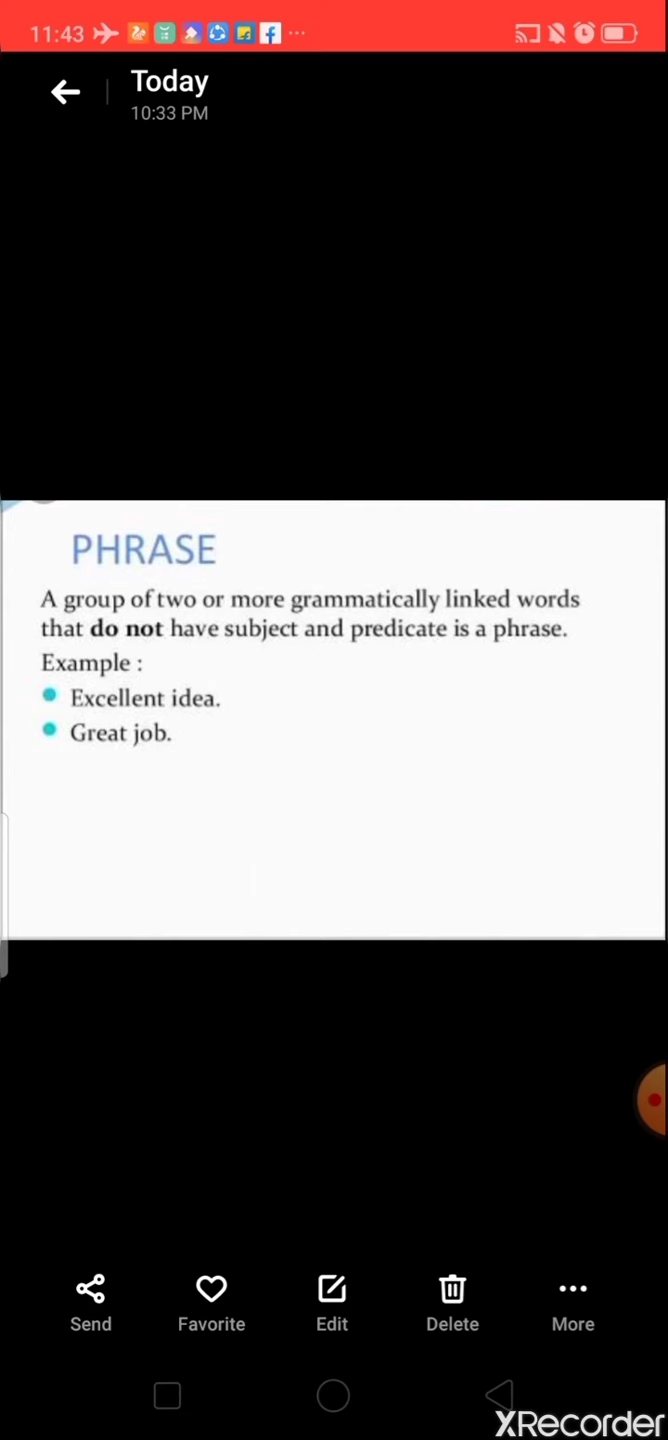 11:43
Today
10:33 PM
PHRASE
A group of two or more grammatically linked words
that do not have subject and predicate is a phrase.
Example :
Excellent idea.
Great job.
Send Favorite Edit Delete More
XRecorder